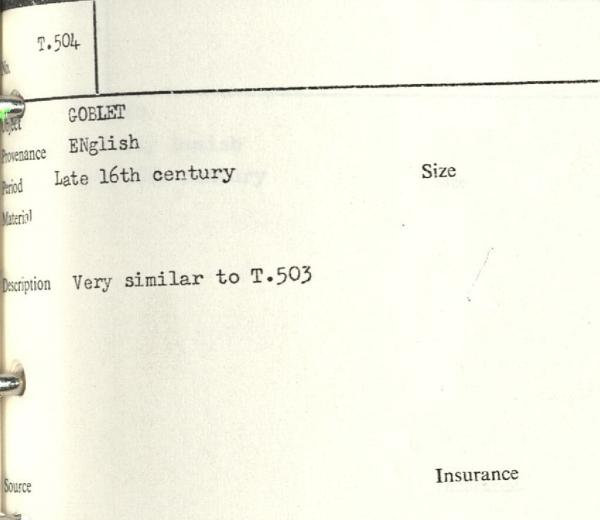 No. T.504
Object GOBLET
Provenance ENglish
Period Late 16th century Size
Material
Description Very similar to T.503
Source Insurance